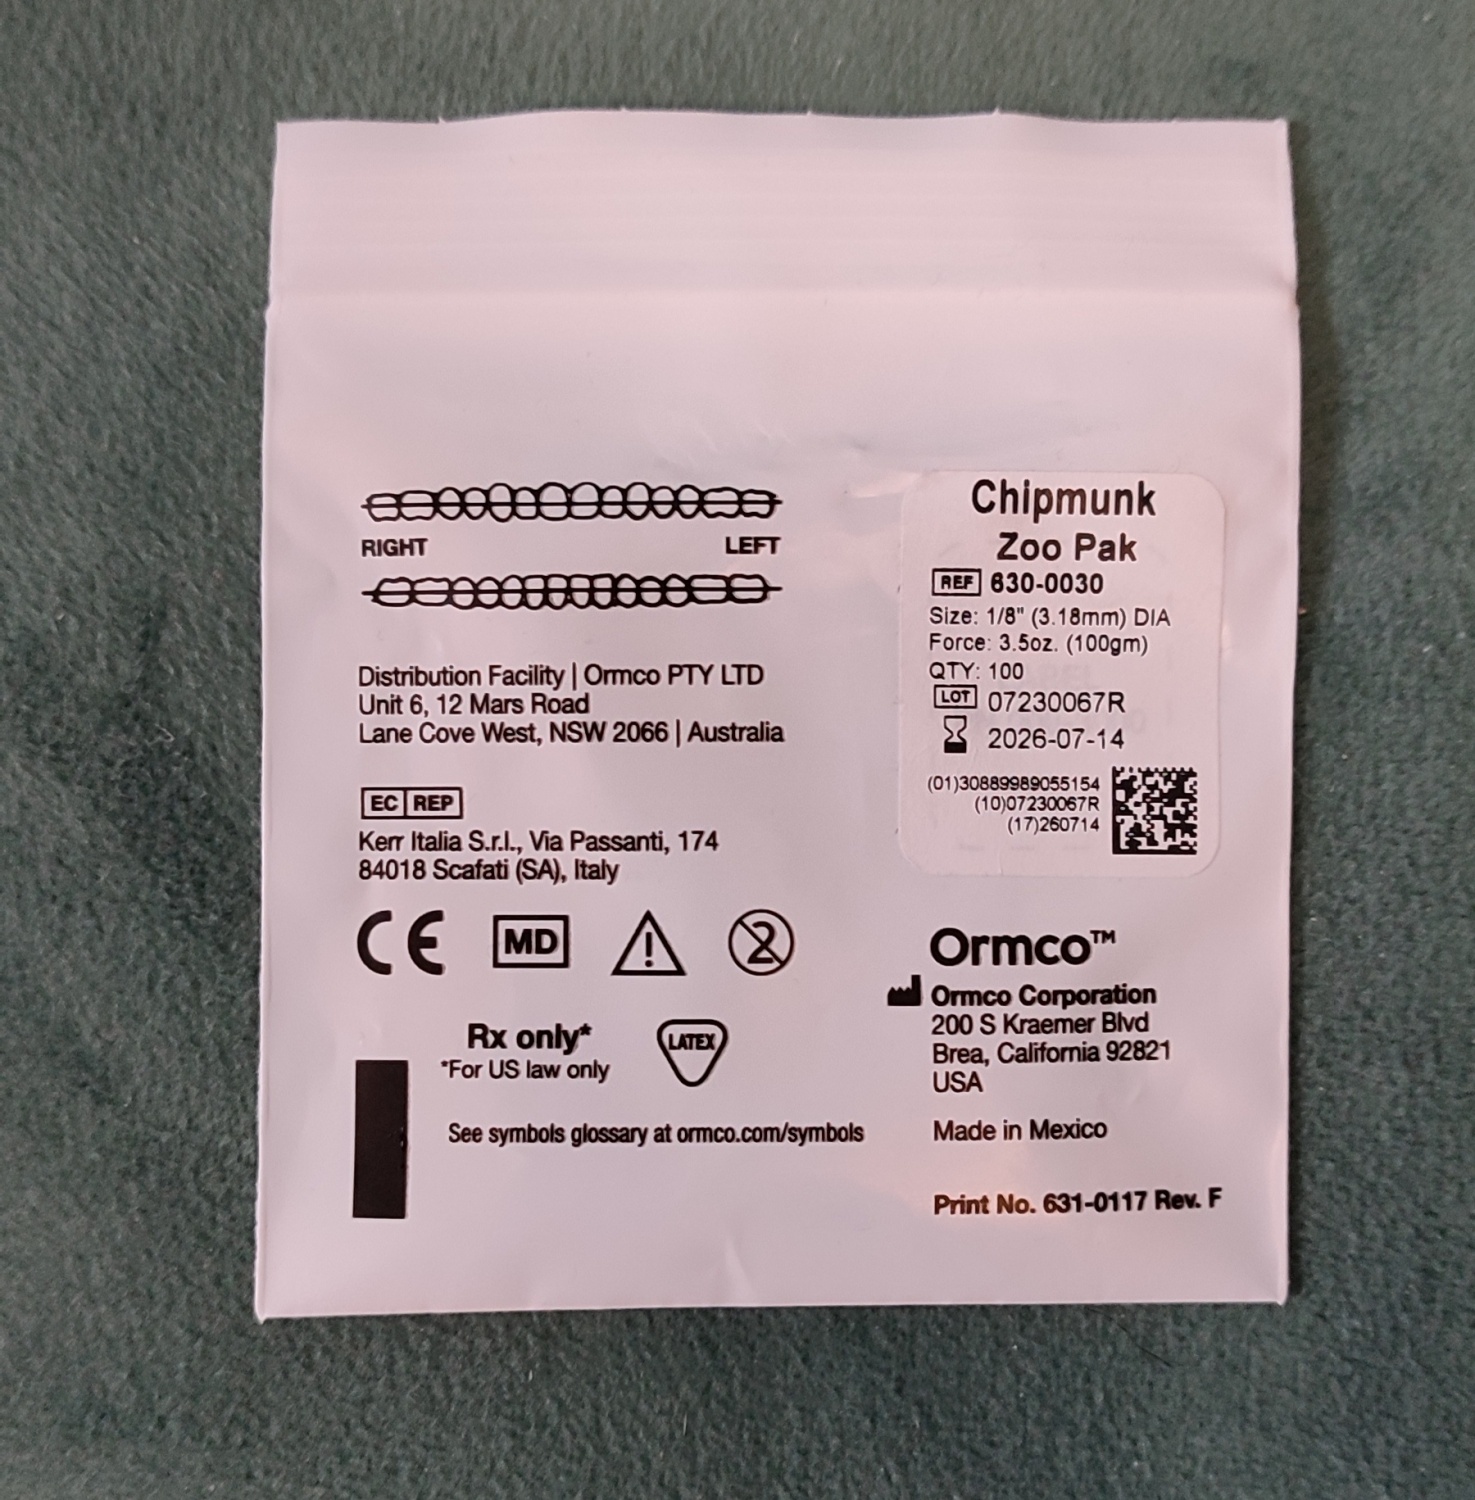 RIGHT LEFT
Distribution Facility | Ormco PTY LTD
Unit 6, 12 Mars Road
Lane Cove West, NSW 2066 | Australia
EC REP
Kerr Italia S.r.l., Via Passanti, 174
84018 Scafati (SA), Italy
CE MD ! 2
Rx only*
*For US law only
LATEX
See symbols glossary at ormco.com/symbols
Chipmunk
Zoo Pak
REF 630-0030
Size: 1/8" (3.18mm) DIA
Force: 3.5oz. (100gm)
QTY: 100
LOT 07230067R
2026-07-14
(01)30889989055154
(10)07230067R
(17)260714
Ormco™
Ormco Corporation
200 S Kraemer Blvd
Brea, California 92821
USA
Made in Mexico
Print No. 631-0117 Rev. F